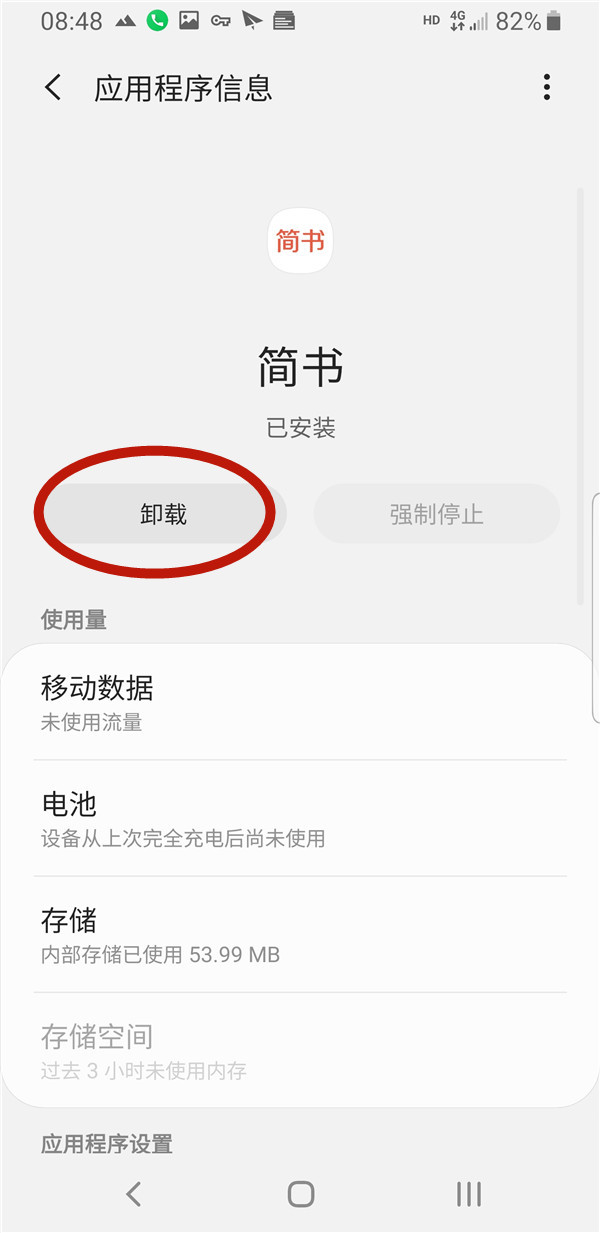 08:48 HD 4G 82%
应用程序信息
简书
简书
已安装
卸载 强制停止
使用量
移动数据
未使用流量
电池
设备从上次完全充电后尚未使用
存储
内部存储已使用 53.99 MB
存储空间
过去 3 小时未使用内存
应用程序设置